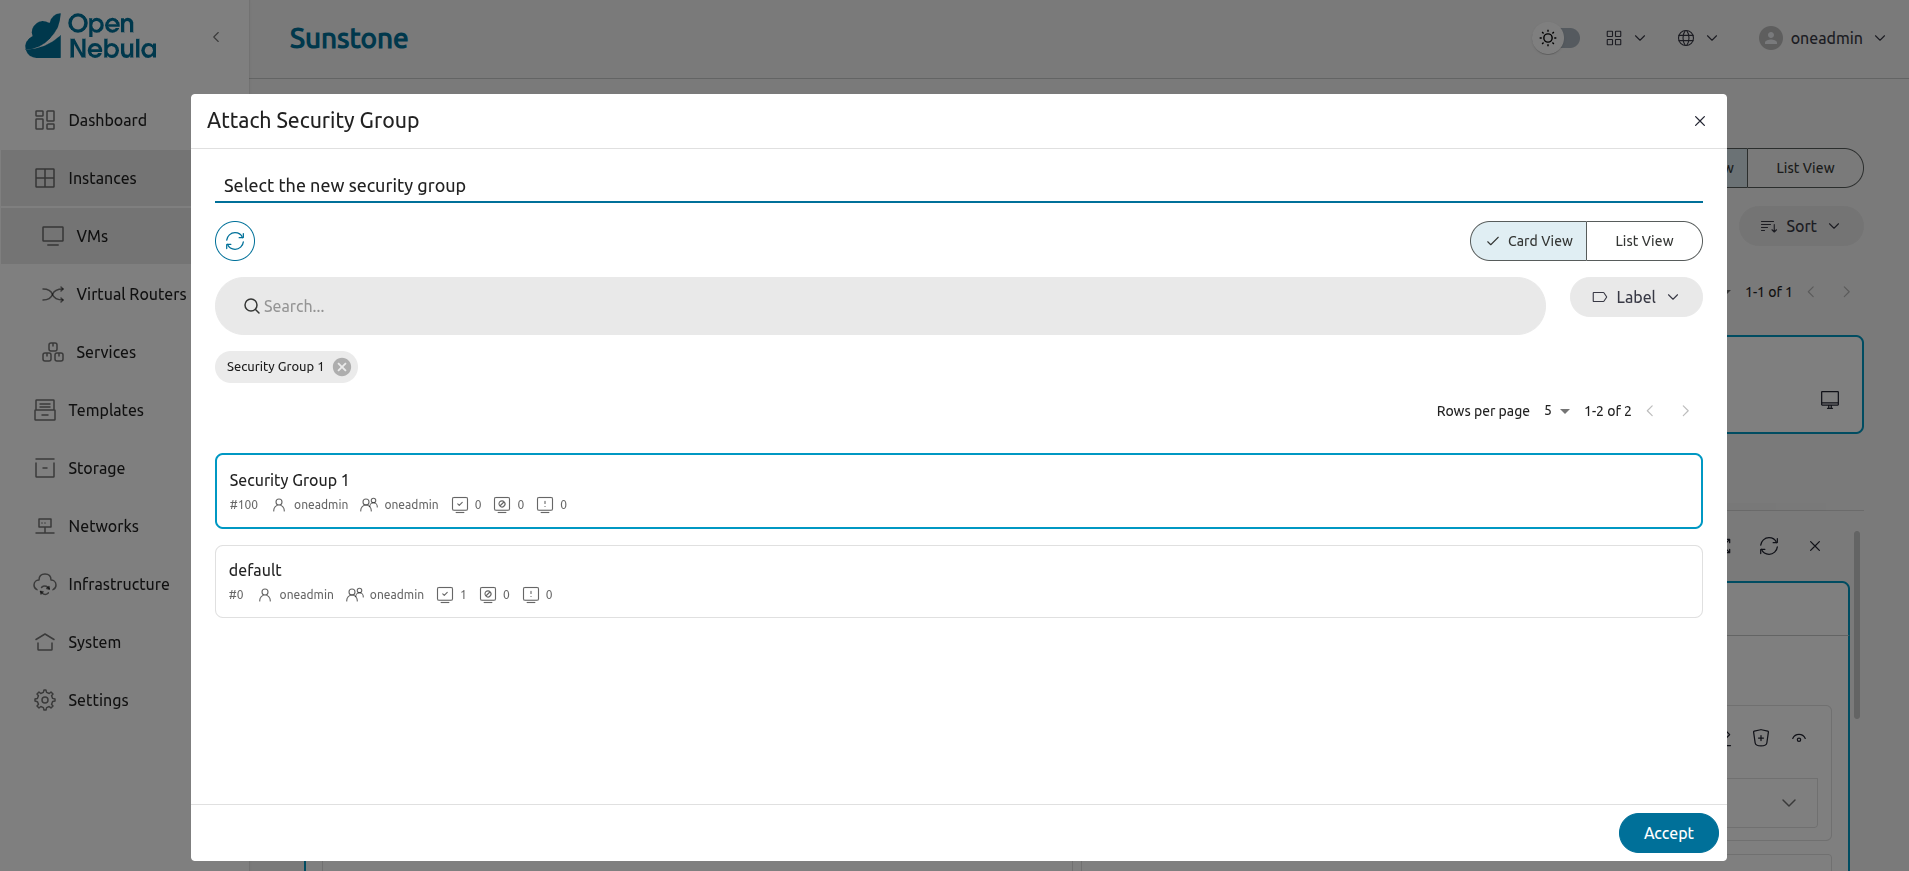 Open
Nebula
Sunstone
oneadmin
Dashboard
Instances
VMs
Virtual Routers
Services
Templates
Storage
Networks
Infrastructure
System
Settings
List View
Sort
1-1 of 1
Attach Security Group
Select the new security group
Card View
List View
Search...
Label
Security Group 1
Rows per page 5 1-2 of 2
Security Group 1
#100 oneadmin oneadmin 0 0 0
default
#0 oneadmin oneadmin 1 0 0
Accept